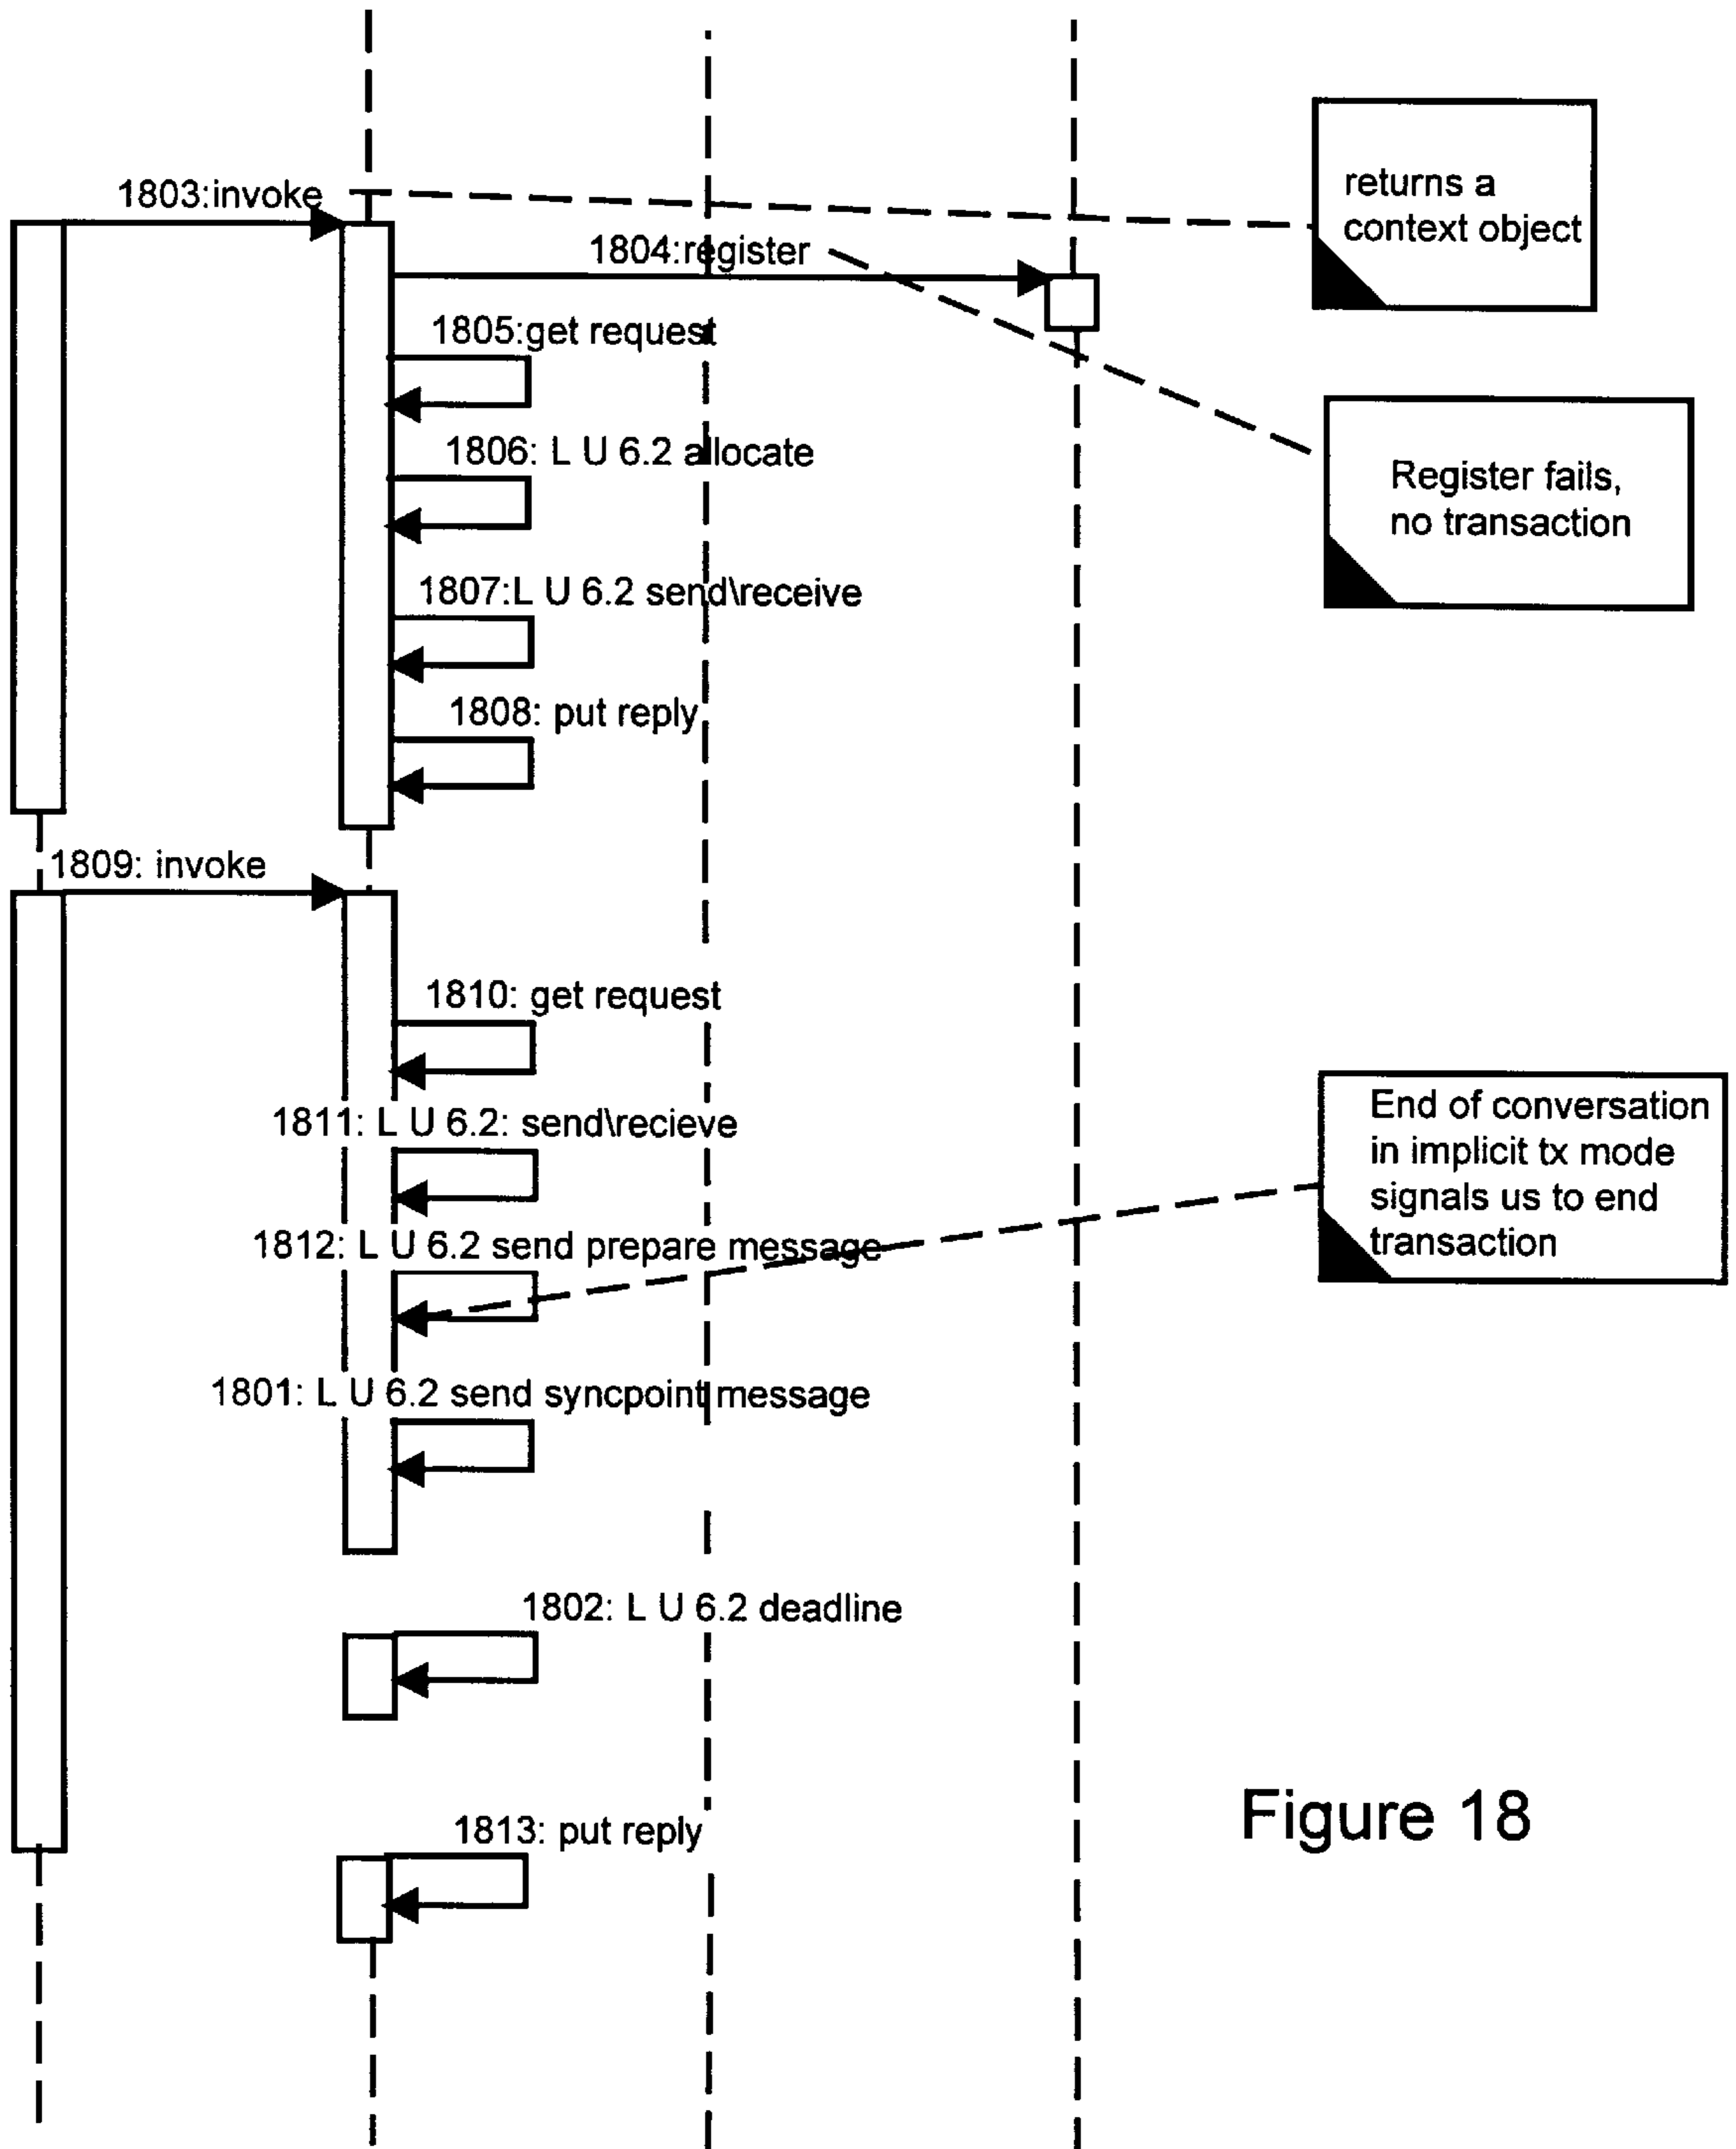 1803:invoke
returns a
context object
1804:register
1805:get request
Register fails,
no transaction
1806: L U 6.2 allocate
1807:L U 6.2 send\receive
1808: put reply
1809: invoke
1810: get request
1811: L U 6.2: send\recieve
End of conversation
in implicit tx mode
signals us to end
transaction
1812: L U 6.2 send prepare message
1801: L U 6.2 send syncpoint message
1802: L U 6.2 deadline
1813: put reply
Figure 18